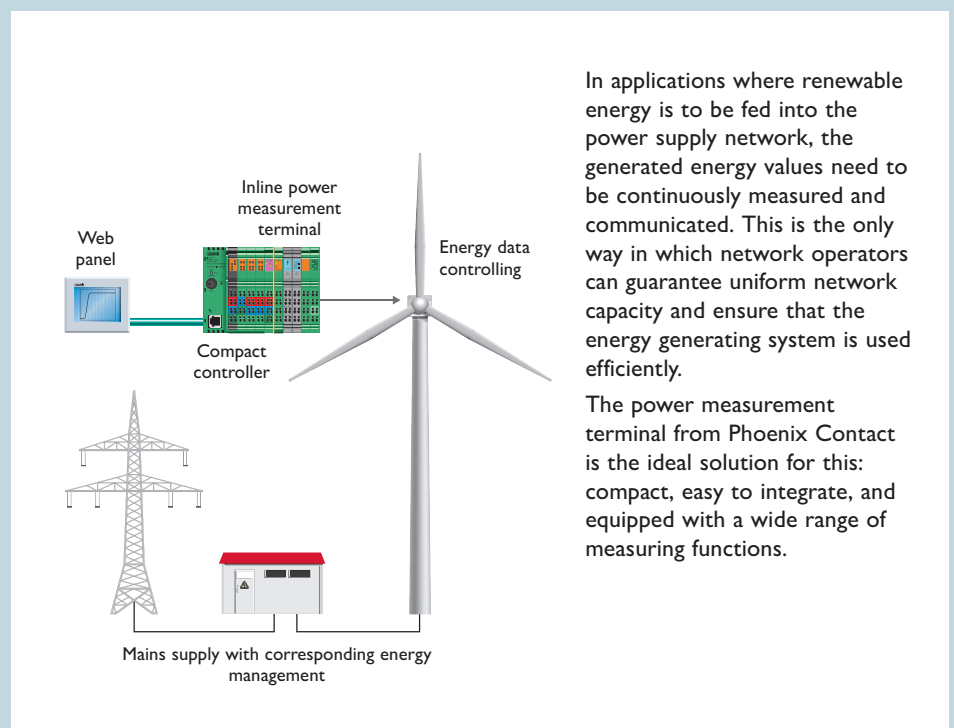 Inline power
measurement
terminal
Web
panel
Energy data
controlling
Compact
controller
Mains supply with corresponding energy
management
In applications where renewable
energy is to be fed into the
power supply network, the
generated energy values need to
be continuously measured and
communicated. This is the only
way in which network operators
can guarantee uniform network
capacity and ensure that the
energy generating system is used
efficiently.
The power measurement
terminal from Phoenix Contact
is the ideal solution for this:
compact, easy to integrate, and
equipped with a wide range of
measuring functions.